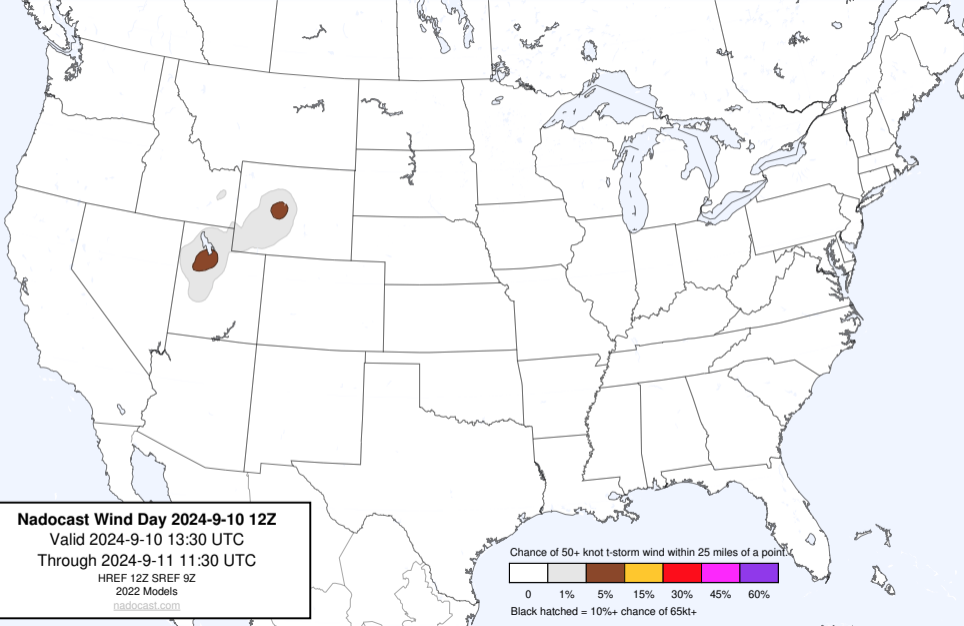 Nadocast Wind Day 2024-9-10 12Z
Valid 2024-9-10 13:30 UTC
Through 2024-9-11 11:30 UTC
HREF 12Z SREF 9Z
2022 Models
nadocast.com
Chance of 50+ knot t-storm wind within 25 miles of a point.
0 1% 5% 15% 30% 45% 60%
Black hatched = 10%+ chance of 65kt+